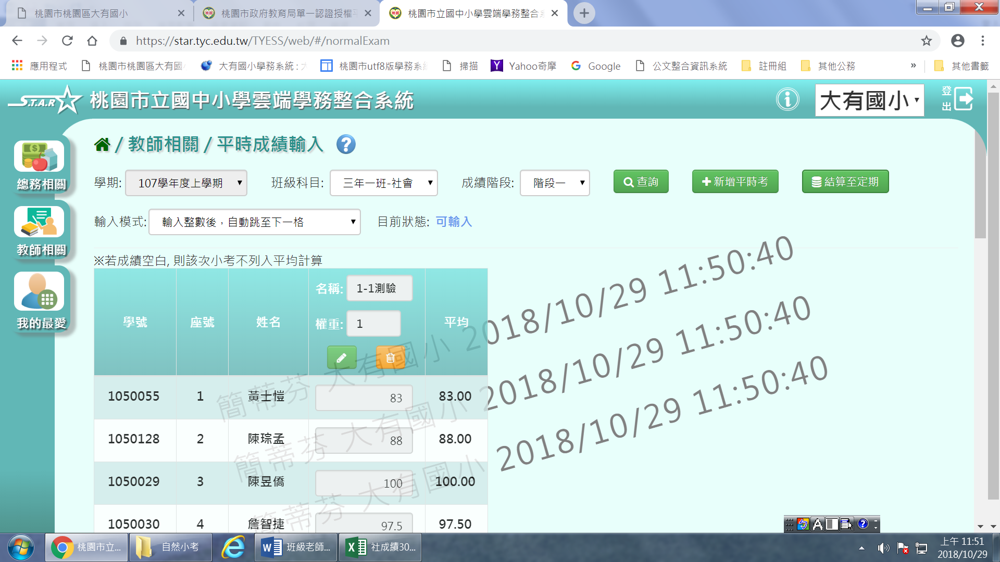 桃園市桃園區大有國小
桃園市政府教育局單一認證授權平
桃園市立國中小學雲端學務整合系
https://star.tyc.edu.tw/TYESS/web/#/normalExam
應用程式 桃園市桃園區大有國 大有國小學務系統 : 桃園市utf8版學務系 掃描 Yahoo奇摩 Google 公文整合資訊系統 註冊組 其他公務 » 其他書籤
S.T.A.R 桃園市立國中小學雲端學務整合系統 大有國小 登出
總務相關
教師相關
我的最愛
/ 教師相關 / 平時成績輸入 ?
學期: 107學年度上學期 班級科目: 三年一班-社會 成績階段: 階段一 查詢 新增平時考 結算至定期
輸入模式: 輸入整數後，自動跳至下一格 目前狀態: 可輸入
※若成績空白, 則該次小考不列入平均計算
學號 座號 姓名 名稱: 1-1測驗 權重: 1 平均
1050055 1 黃士愷 83 83.00
1050128 2 陳琮孟 88 88.00
1050029 3 陳昱僑 100 100.00
1050030 4 詹智捷 97.5 97.50
簡蒂芬 大有國小 2018/10/29 11:50:40
簡蒂芬 大有國小 2018/10/29 11:50:40
簡蒂芬 大有國小 2018/10/29 11:50:40
桃園市立... 自然小考 班級老師... 社成績30...
上午 11:51
2018/10/29